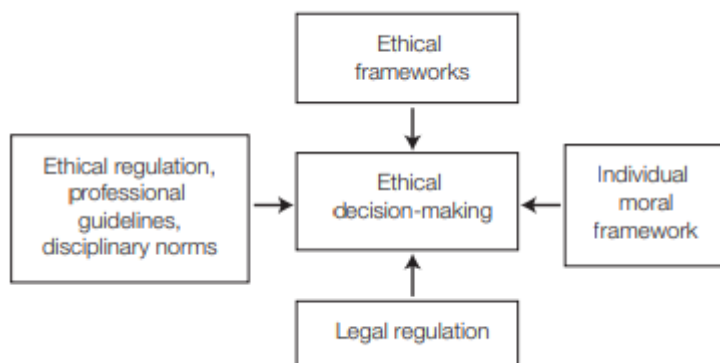 Ethical
frameworks
Ethical regulation,
professional
guidelines,
disciplinary norms
Ethical
decision-making
Individual
moral
framework
Legal regulation